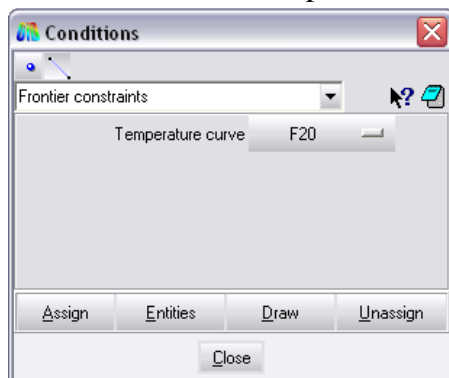 Conditions
Frontier constraints
Temperature curve F20
Assign Entities Draw Unassign
Close